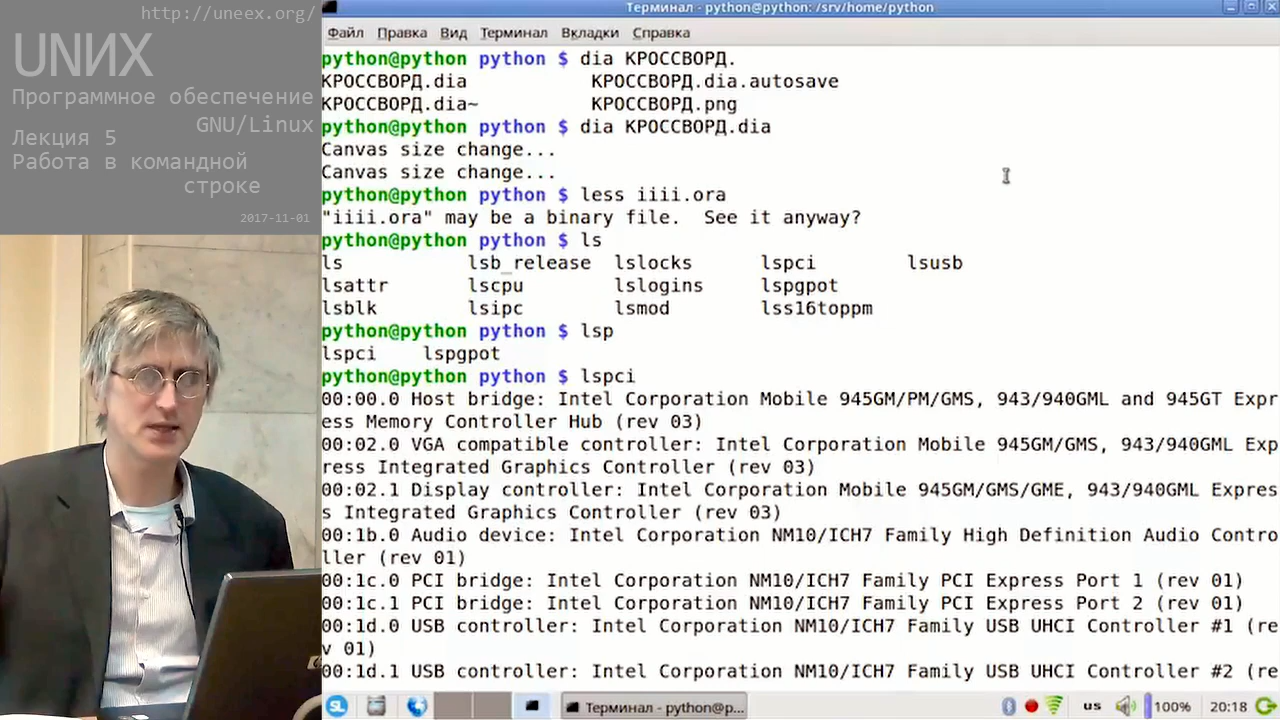 http://uneex.org/
UNИX
Программное обеспечение
GNU/Linux
Лекция 5
Работа в командной
строке
2017-11-01
Терминал - python@python: /srv/home/python
Файл Правка Вид Терминал Вкладки Справка
python@python python $ dia КРОССВОРД.
КРОССВОРД.dia КРОССВОРД.dia.autosave
КРОССВОРД.dia~ КРОССВОРД.png
python@python python $ dia КРОССВОРД.dia
Canvas size change...
Canvas size change...
python@python python $ less iiii.ora
"iiii.ora" may be a binary file. See it anyway?
python@python python $ ls
ls lsb_release lslocks lspci lsusb
lsattr lscpu lslogins lspgpot
lsblk lsipc lsmod lss16toppm
python@python python $ lsp
lspci lspgpot
python@python python $ lspci
00:00.0 Host bridge: Intel Corporation Mobile 945GM/PM/GMS, 943/940GML and 945GT Expr
ess Memory Controller Hub (rev 03)
00:02.0 VGA compatible controller: Intel Corporation Mobile 945GM/GMS, 943/940GML Exp
ress Integrated Graphics Controller (rev 03)
00:02.1 Display controller: Intel Corporation Mobile 945GM/GMS/GME, 943/940GML Expres
s Integrated Graphics Controller (rev 03)
00:1b.0 Audio device: Intel Corporation NM10/ICH7 Family High Definition Audio Contro
ller (rev 01)
00:1c.0 PCI bridge: Intel Corporation NM10/ICH7 Family PCI Express Port 1 (rev 01)
00:1c.1 PCI bridge: Intel Corporation NM10/ICH7 Family PCI Express Port 2 (rev 01)
00:1d.0 USB controller: Intel Corporation NM10/ICH7 Family USB UHCI Controller #1 (re
v 01)
00:1d.1 USB controller: Intel Corporation NM10/ICH7 Family USB UHCI Controller #2 (re
SL Терминал - python@p... us 100% 20:18